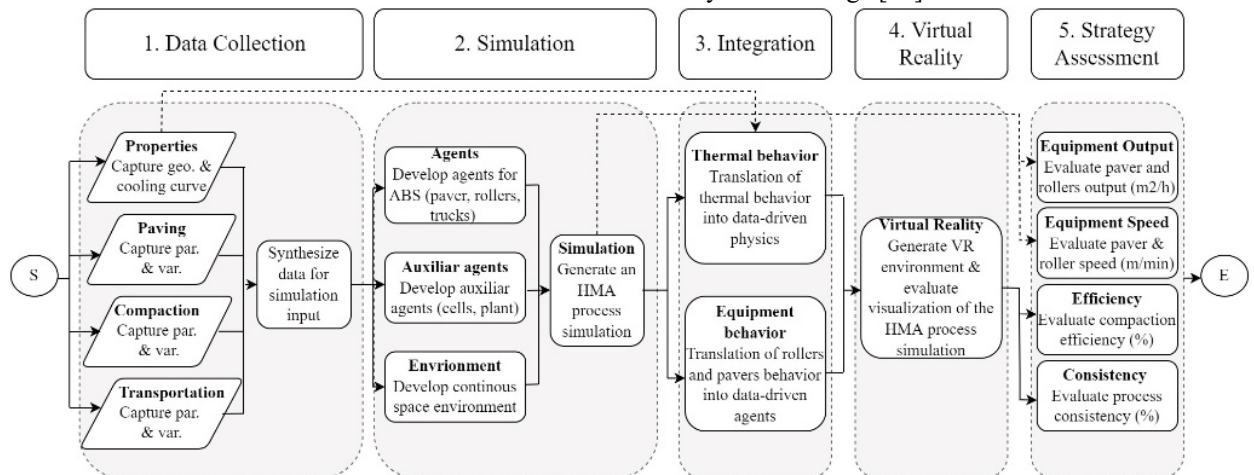 1. Data Collection
2. Simulation
3. Integration
4. Virtual
Reality
5. Strategy
Assessment
S
Properties
Capture geo. &
cooling curve
Paving
Capture par.
& var.
Compaction
Capture par.
& var.
Transportation
Capture par.
& var.
Synthesize
data for
simulation
input
Agents
Develop agents for
ABS (paver, rollers,
trucks)
Auxiliar agents
Develop auxiliar
agents (cells, plant)
Envrionment
Develop continous
space environment
Simulation
Generate an
HMA
process
simulation
Thermal behavior
Translation of
thermal behavior
into data-driven
physics
Equipment
behavior
Translation of rollers
and pavers behavior
into data-driven
agents
Virtual Reality
Generate VR
environment &
evaluate
visualization of the
HMA process
simulation
Equipment Output
Evaluate paver and
rollers output (m2/h)
Equipment Speed
Evaluate paver &
roller speed (m/min)
Efficiency
Evaluate compaction
efficiency (%)
Consistency
Evaluate process
consistency (%)
E